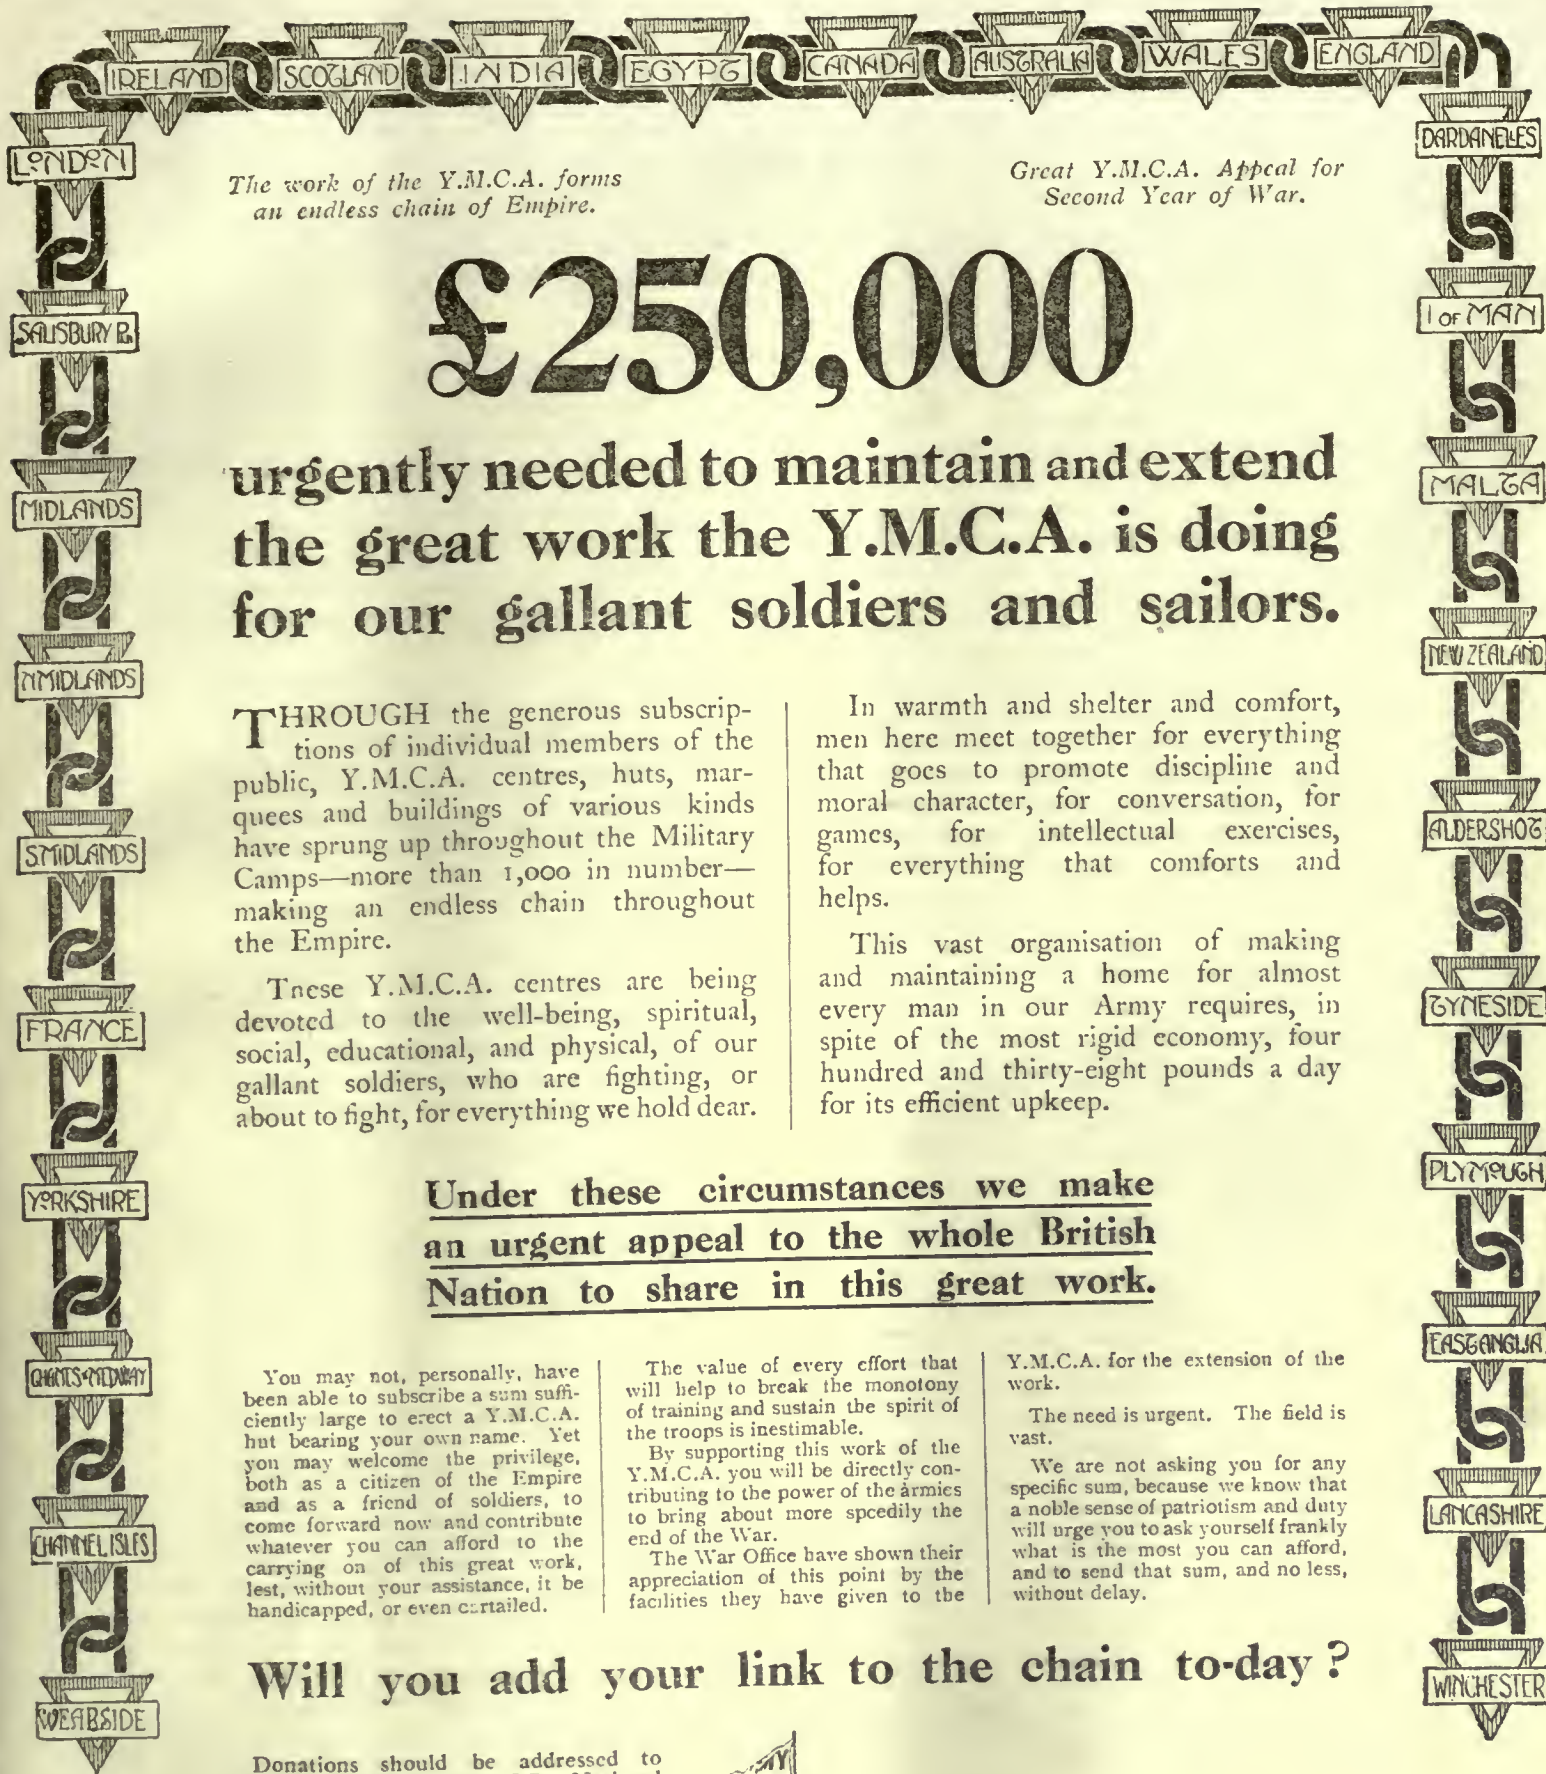 IRELAND
SCOTLAND
INDIA
EGYPT
CANADA
AUSTRALIA
WALES
ENGLAND
LONDON
SALISBURY P.
MIDLANDS
N MIDLANDS
S. MIDLANDS
FRANCE
YORKSHIRE
CHANNEL ISLES
The work of the Y.M.C.A. forms
an endless chain of Empire.
Great Y.M.C.A. Appeal for
Second Year of War.
£250,000
urgently needed to maintain and extend
the great work the Y.M.C.A. is doing
for our gallant soldiers and sailors.
THROUGH the generous subscrip-
tions of individual members of the
public, Y.M.C.A. centres, huts, mar-
quees and buildings of various kinds
have sprung up throughout the Military
Camps—more than 1,000 in number—
making an endless chain throughout
the Empire.
These Y.M.C.A. centres are being
devoted to the well-being, spiritual,
social, educational, and physical, of our
gallant soldiers, who are fighting, or
about to fight, for everything we hold dear.
In warmth and shelter and comfort,
men here meet together for everything
that goes to promote discipline and
moral character, for conversation, for
games, for intellectual exercises,
for everything that comforts and
helps.
This vast organisation of making
and maintaining a home for almost
every man in our Army requires, in
spite of the most rigid economy, four
hundred and thirty-eight pounds a day
for its efficient upkeep.
Under these circumstances we make
an urgent appeal to the whole British
Nation to share in this great work.
You may not, personally, have
been able to subscribe a sum suffi-
ciently large to erect a Y.M.C.A.
hut bearing your own name. Yet
you may welcome the privilege,
both as a citizen of the Empire
and as a friend of soldiers, to
come forward now and contribute
whatever you can afford to the
carrying on of this great work,
lest, without your assistance, it be
handicapped, or even curtailed.
The value of every effort that
will help to break the monotony
of training and sustain the spirit of
the troops is inestimable.
By supporting this work of the
Y.M.C.A. you will be directly con-
tributing to the power of the armies
to bring about more speedily the
end of the War.
The War Office have shown their
appreciation of this point by the
facilities they have given to the
Y.M.C.A. for the extension of the
work.
The need is urgent. The field is
vast.
We are not asking you for any
specific sum, because we know that
a noble sense of patriotism and duty
will urge you to ask yourself frankly
what is the most you can afford,
and to send that sum, and no less,
without delay.
Will you add your link to the chain to-day?
Donations should be addressed to
DARDANELLES
I OF MAN
MALTA
NEW ZEALAND
ALDERSHOT
TYNESIDE
PLYMOUTH
EAST ANGLIA
LANCASHIRE
WINCHESTER